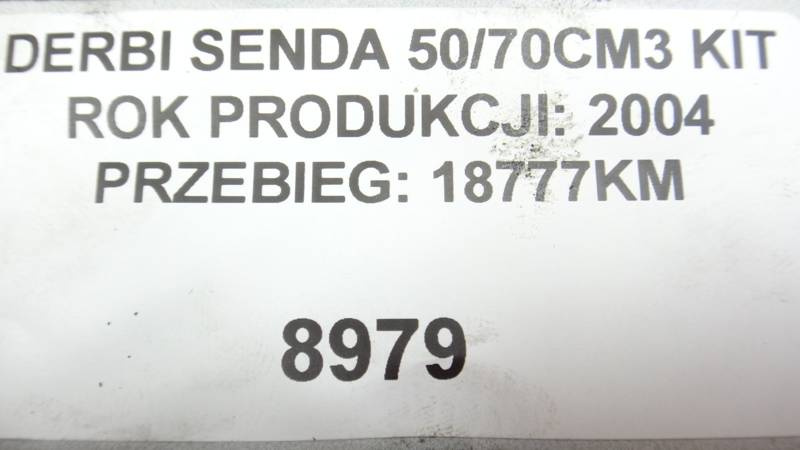 DERBI SENDA 50/70CM3 KIT
ROK PRODUKCJI: 2004
PRZEBIEG: 18777KM
8979